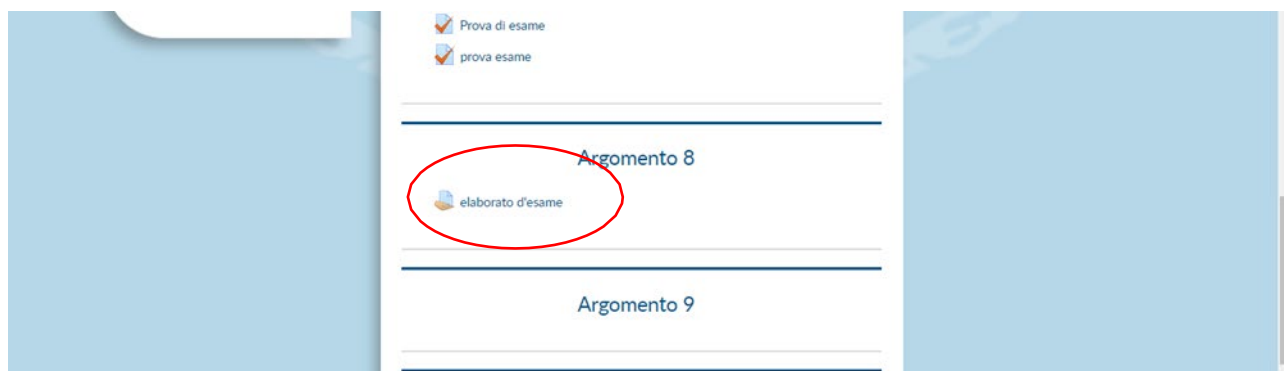 Prova di esame
prova esame
Argomento 8
elaborato d'esame
Argomento 9